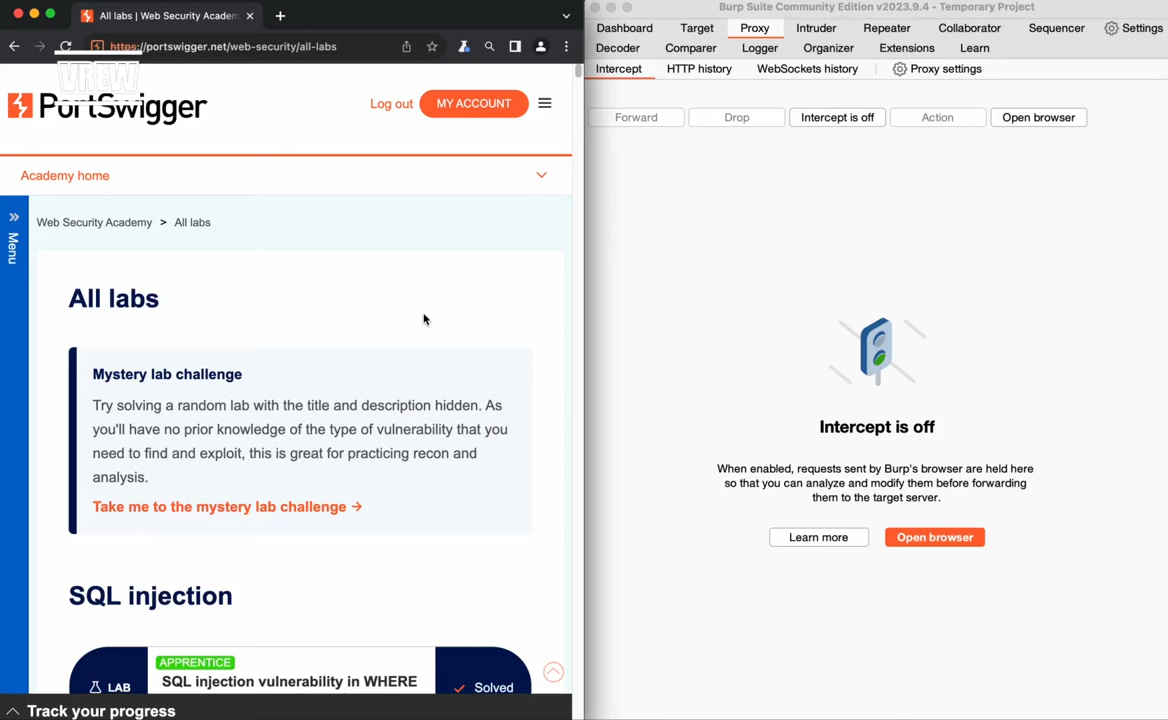 All labs | Web Security Academ
https://portswigger.net/web-security/all-labs
VREW
PortSwigger
Log out
MY ACCOUNT
Academy home
Menu
Web Security Academy > All labs
All labs
Mystery lab challenge
Try solving a random lab with the title and description hidden. As
you'll have no prior knowledge of the type of vulnerability that you
need to find and exploit, this is great for practicing recon and
analysis.
Take me to the mystery lab challenge →
SQL injection
LAB
APPRENTICE
SQL injection vulnerability in WHERE
Solved
Track your progress
Burp Suite Community Edition v2023.9.4 - Temporary Project
Dashboard Target Proxy Intruder Repeater Collaborator Sequencer Settings
Decoder Comparer Logger Organizer Extensions Learn
Intercept HTTP history WebSockets history Proxy settings
Forward Drop Intercept is off Action Open browser
Intercept is off
When enabled, requests sent by Burp's browser are held here
so that you can analyze and modify them before forwarding
them to the target server.
Learn more Open browser